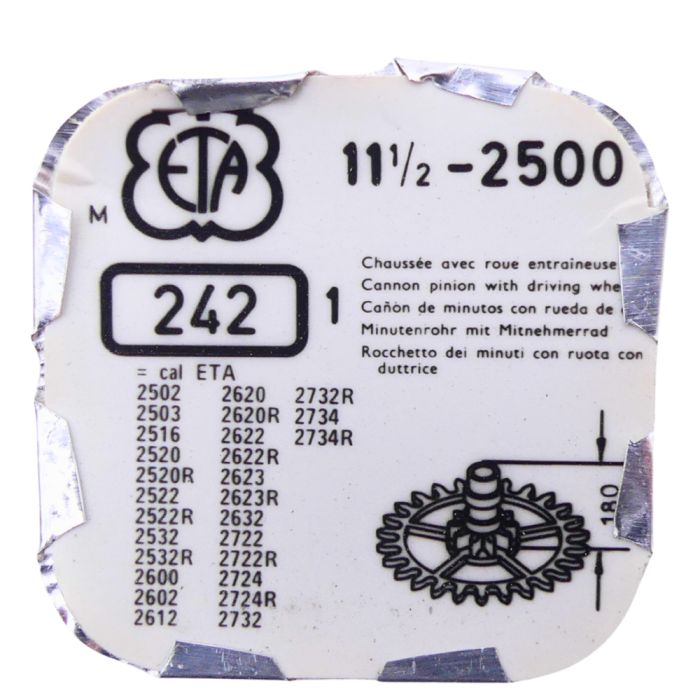 ETA
11½ - 2500
M
242
1
Chaussée avec roue entraîneuse
Cannon pinion with driving
Cañòn de minutos con rueda de
Minutenrohr mit Mitnehmerrad
Rocchetto dei minuti con ruota con
duttrice
= cal ETA
2502 2620 2732R
2503 2620R 2734
2516 2622 2734R
2520 2622R
2520R 2623
2522 2623R
2522R 2632
2532 2722
2532R 2722R
2600 2724
2602 2724R
2612 2732
180